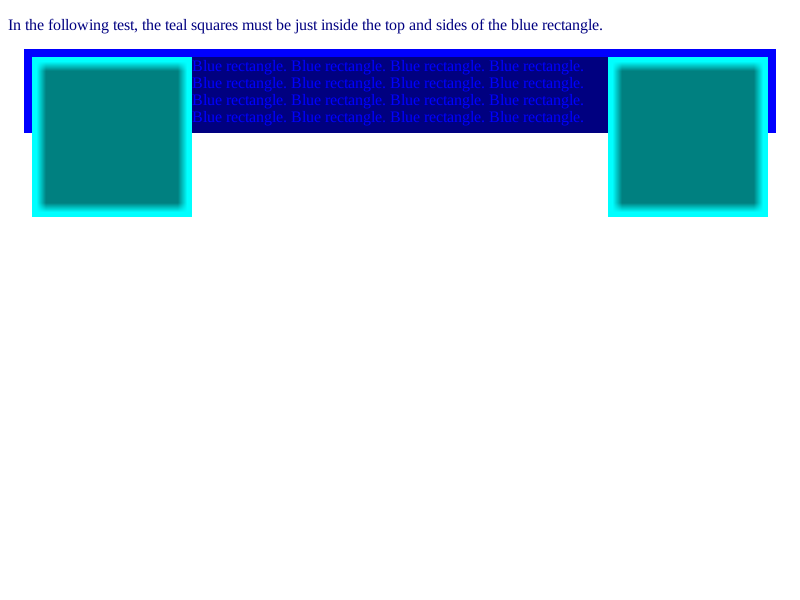 In the following test, the teal squares must be just inside the top and sides of the blue rectangle.
Blue rectangle. Blue rectangle. Blue rectangle. Blue rectangle.
Blue rectangle. Blue rectangle. Blue rectangle. Blue rectangle.
Blue rectangle. Blue rectangle. Blue rectangle. Blue rectangle.
Blue rectangle. Blue rectangle. Blue rectangle. Blue rectangle.